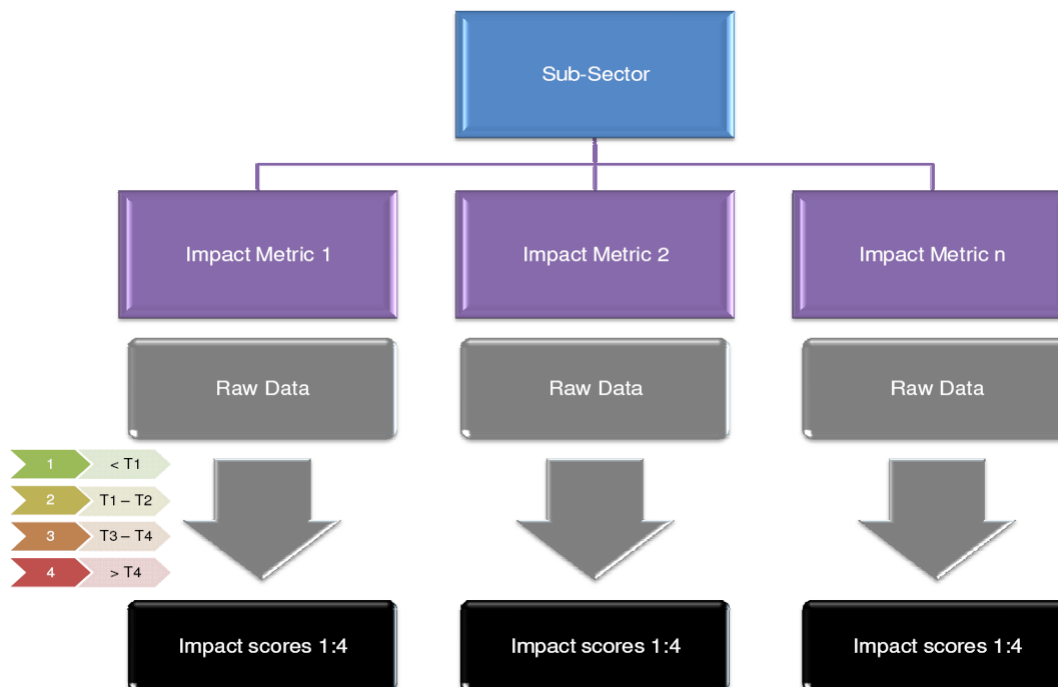 Sub-Sector
Impact Metric 1
Impact Metric 2
Impact Metric n
Raw Data
Raw Data
Raw Data
1 < T1
2 T1 – T2
3 T3 – T4
4 > T4
Impact scores 1:4
Impact scores 1:4
Impact scores 1:4